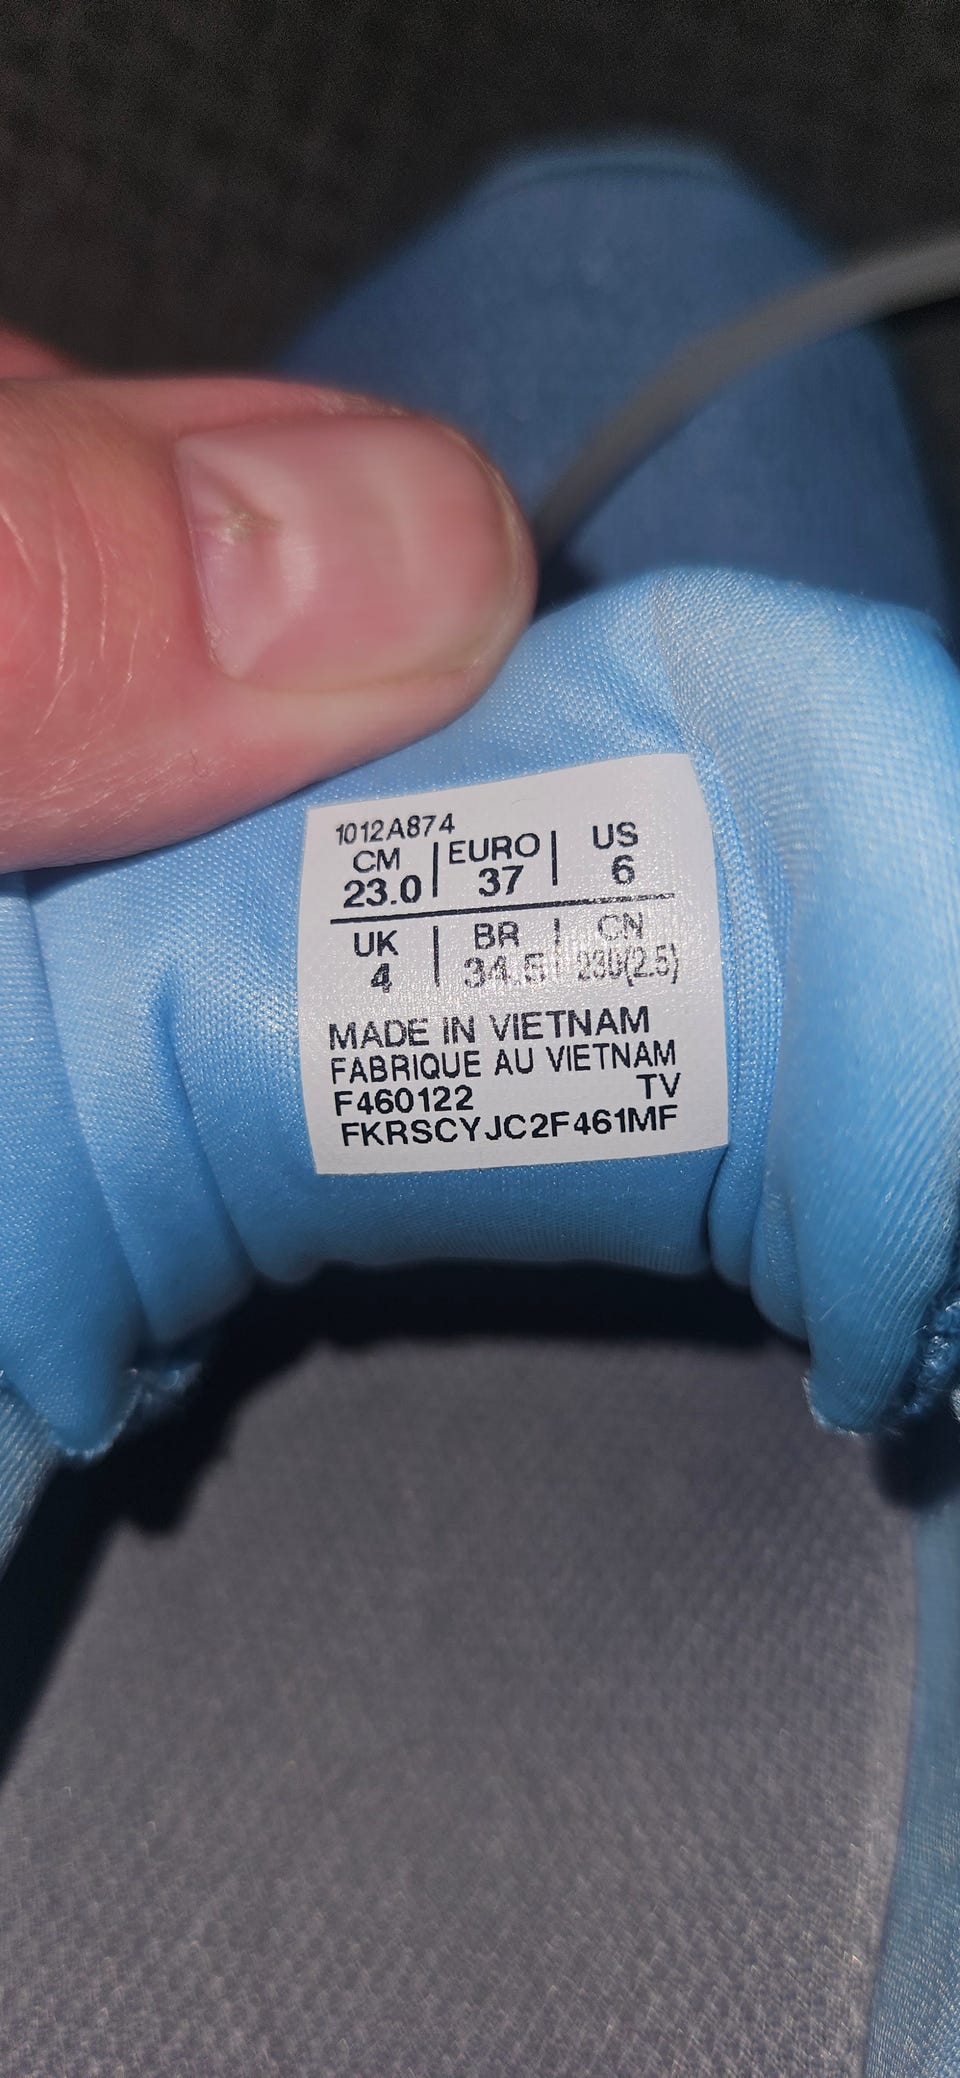 1012A874
CM | EURO | US
23.0 | 37 | 6
UK | BR | CN
4 | 34.5 | 230(2.5)
MADE IN VIETNAM
FABRIQUE AU VIETNAM
F460122 TV
FKRSCYJC2F461MF